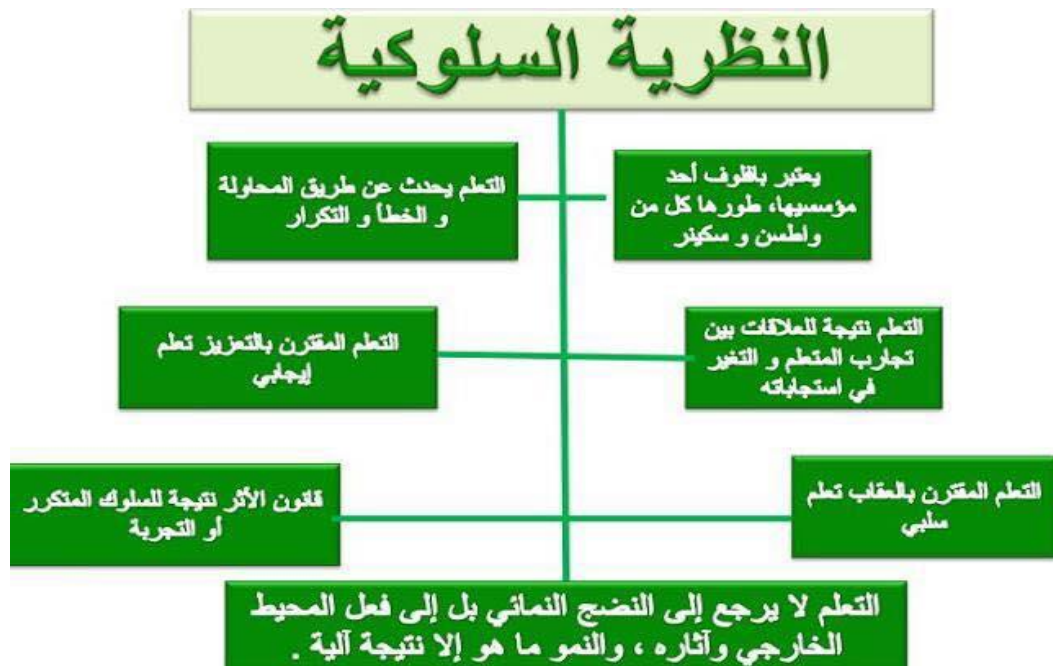 النظرية السلوكية
يعتبر بافلوف أحد
مؤسسيها، طورها كل من
واطسن و سكينر
التعلم يحدث عن طريق المحاولة
و الخطأ و التكرار
التعلم نتيجة للعلاقات بين
تجارب المتعلم و التغير
في استجاباته
التعلم المقترن بالتعزيز تعلم
إيجابي
التعلم المقترن بالعقاب تعلم
سلبي
قانون الأثر نتيجة للسلوك المتكرر
أو التجربة
التعلم لا يرجع إلى النضج النمائي بل إلى فعل المحيط
الخارجي وآثاره ، والنمو ما هو إلا نتيجة آلية .